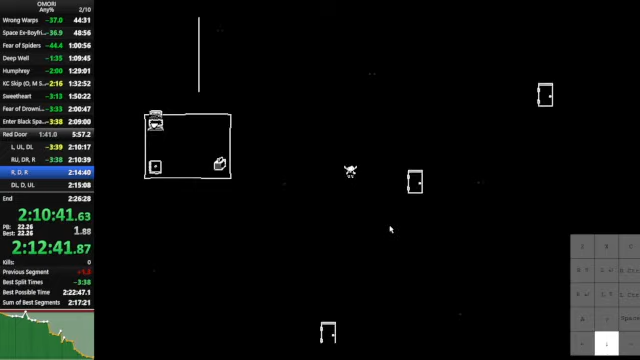 OMORI
Any% 2/10
Wrong Warps -37.0 44:31
Space Ex-Boyfri... -36.9 48:56
Fear of Spiders -44.4 1:00:56
Deep Well -1:35 1:09:45
Humphrey -2:00 1:29:01
KC Skip (O, M S... -2:16 1:32:52
Sweetheart -3:13 1:50:22
Fear of Drowni... -3:33 2:00:47
Enter Black Spa... -3:38 2:09:00
Red Door 1:41.0 5:57.2
L, UL, DL -3:39 2:10:17
RU, DR, R -3:38 2:10:39
R, D, R 2:14:40
DL, D, UL 2:15:08
End 2:26:28
2:10:41.63
PB: 22.26
Best: 22.26 1.88
2:12:41.87
Kills: 0
Previous Segment
Best Split Times -3:38
Best Possible Time 2:22:47.1
Sum of Best Segments 2:17:21
Space